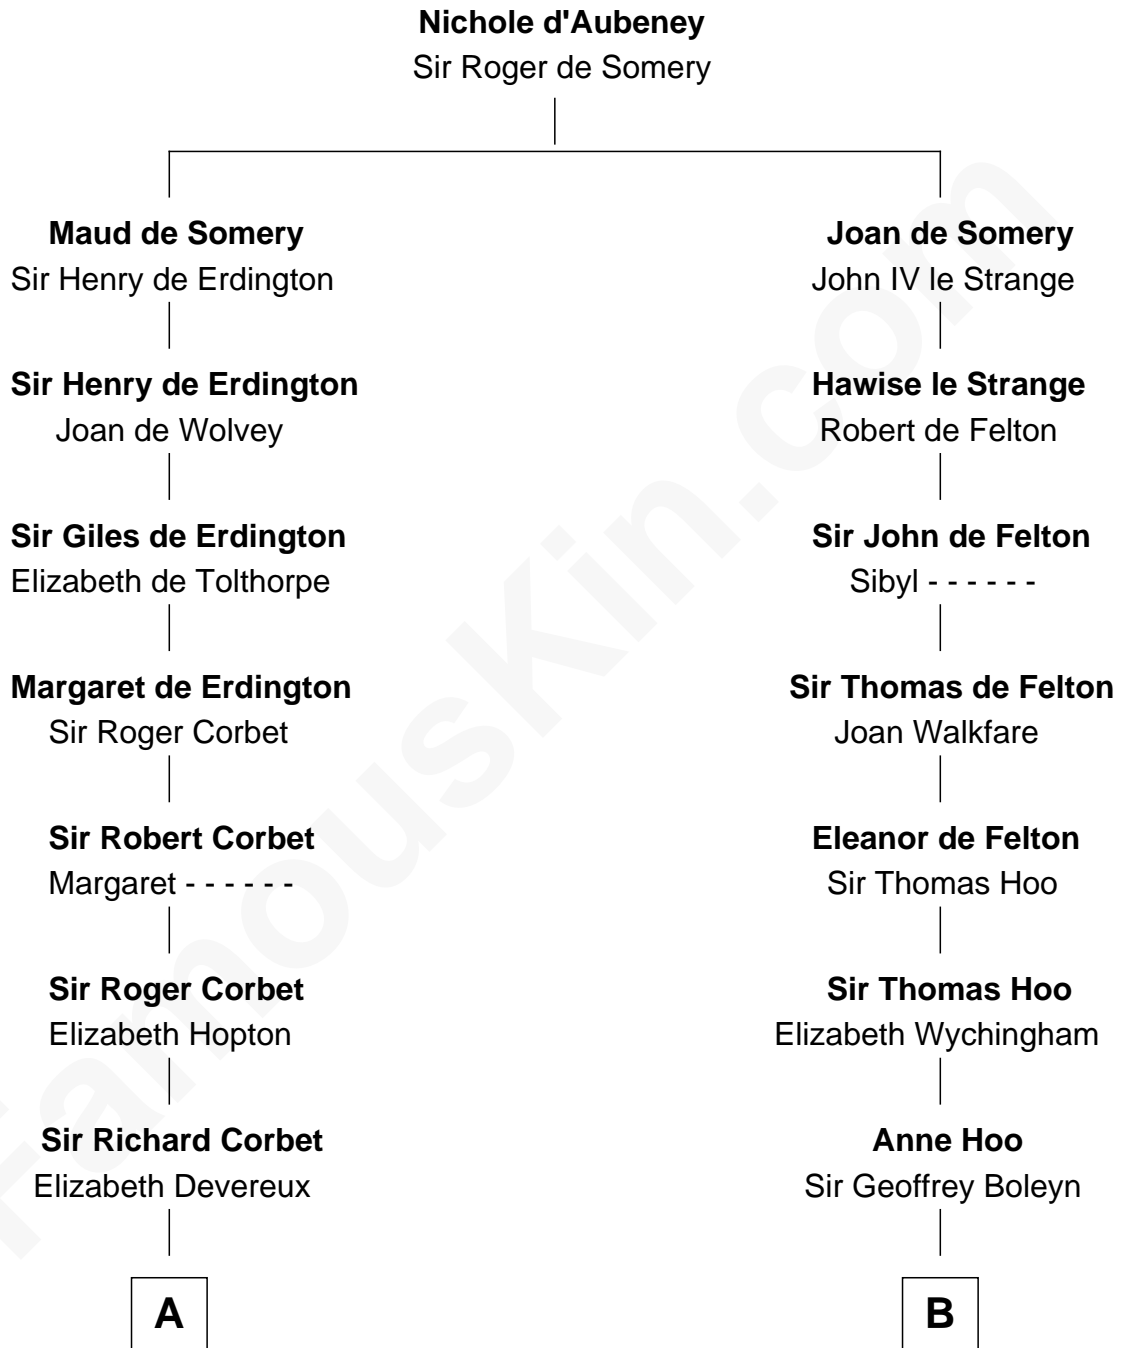 Nichole d'Aubeney
Sir Roger de Somery
Maud de Somery
Sir Henry de Erdington
Joan de Somery
John IV le Strange
Sir Henry de Erdington
Joan de Wolvey
Hawise le Strange
Robert de Felton
Sir Giles de Erdington
Elizabeth de Tolthorpe
Sir John de Felton
Sibyl - - - - - -
Margaret de Erdington
Sir Roger Corbet
Sir Thomas de Felton
Joan Walkfare
Sir Robert Corbet
Margaret - - - - - -
Eleanor de Felton
Sir Thomas Hoo
Sir Roger Corbet
Elizabeth Hopton
Sir Thomas Hoo
Elizabeth Wychingham
Sir Richard Corbet
Elizabeth Devereux
Anne Hoo
Sir Geoffrey Boleyn
A
B
FamousKin.com